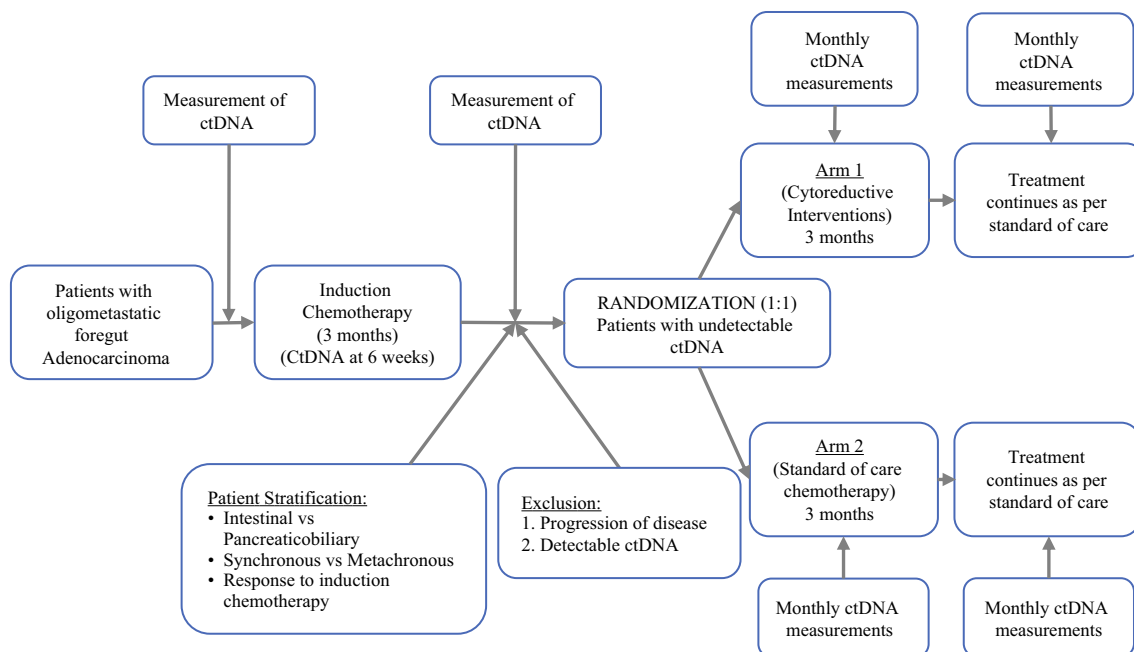 Monthly
ctDNA
measurements
Monthly
ctDNA
measurements
Measurement of
ctDNA
Measurement of
ctDNA
Arm 1
(Cytoreductive
Interventions)
3 months
Treatment
continues as per
standard of care
Patients with
oligometastatic
foregut
Adenocarcinoma
Induction
Chemotherapy
(3 months)
(CtDNA at 6 weeks)
RANDOMIZATION (1:1)
Patients with undetectable
ctDNA
Patient Stratification:
• Intestinal vs
Pancreaticobiliary
• Synchronous vs Metachronous
• Response to induction
chemotherapy
Exclusion:
1. Progression of disease
2. Detectable ctDNA
Arm 2
(Standard of care
chemotherapy)
3 months
Treatment
continues as per
standard of care
Monthly ctDNA
measurements
Monthly ctDNA
measurements